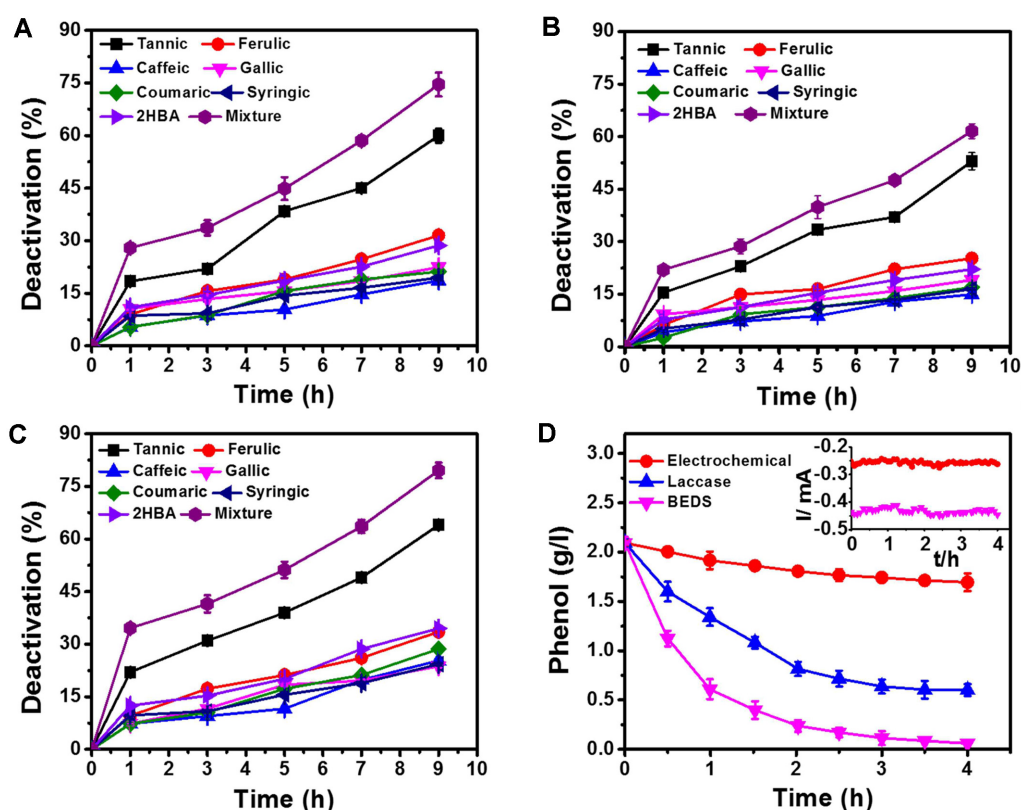 A
90
75
60
45
30
15
0
Deactivation (%)
Tannic Ferulic
Caffeic Gallic
Coumaric Syringic
2HBA Mixture
0 1 2 3 4 5 6 7 8 9 10
Time (h)
B
90
75
60
45
30
15
0
Deactivation (%)
Tannic Ferulic
Caffeic Gallic
Coumaric Syringic
2HBA Mixture
0 1 2 3 4 5 6 7 8 9 10
Time (h)
C
90
75
60
45
30
15
0
Deactivation (%)
Tannic Ferulic
Caffeic Gallic
Coumaric Syringic
2HBA Mixture
0 1 2 3 4 5 6 7 8 9 10
Time (h)
D
3.0
2.5
2.0
1.5
1.0
0.5
0.0
Phenol (g/l)
Electrochemical
Laccase
BEDS
-0.2
-0.3
-0.4
-0.5
I/ mA
0 1 2 3 4
t/h
0 1 2 3 4
Time (h)